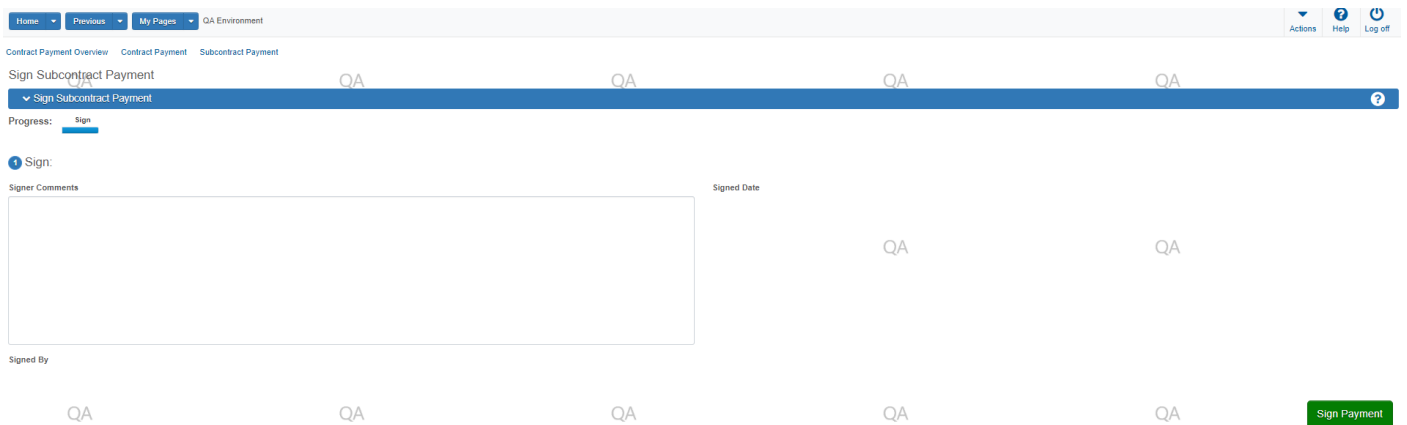 Home Previous My Pages QA Environment Actions Help Log off
Contract Payment Overview Contract Payment Subcontract Payment
Sign Subcontract Payment
QA QA QA QA QA
Sign Subcontract Payment ?
Progress: Sign
1 Sign:
Signer Comments Signed Date
QA QA
Signed By
QA QA QA QA QA
Sign Payment